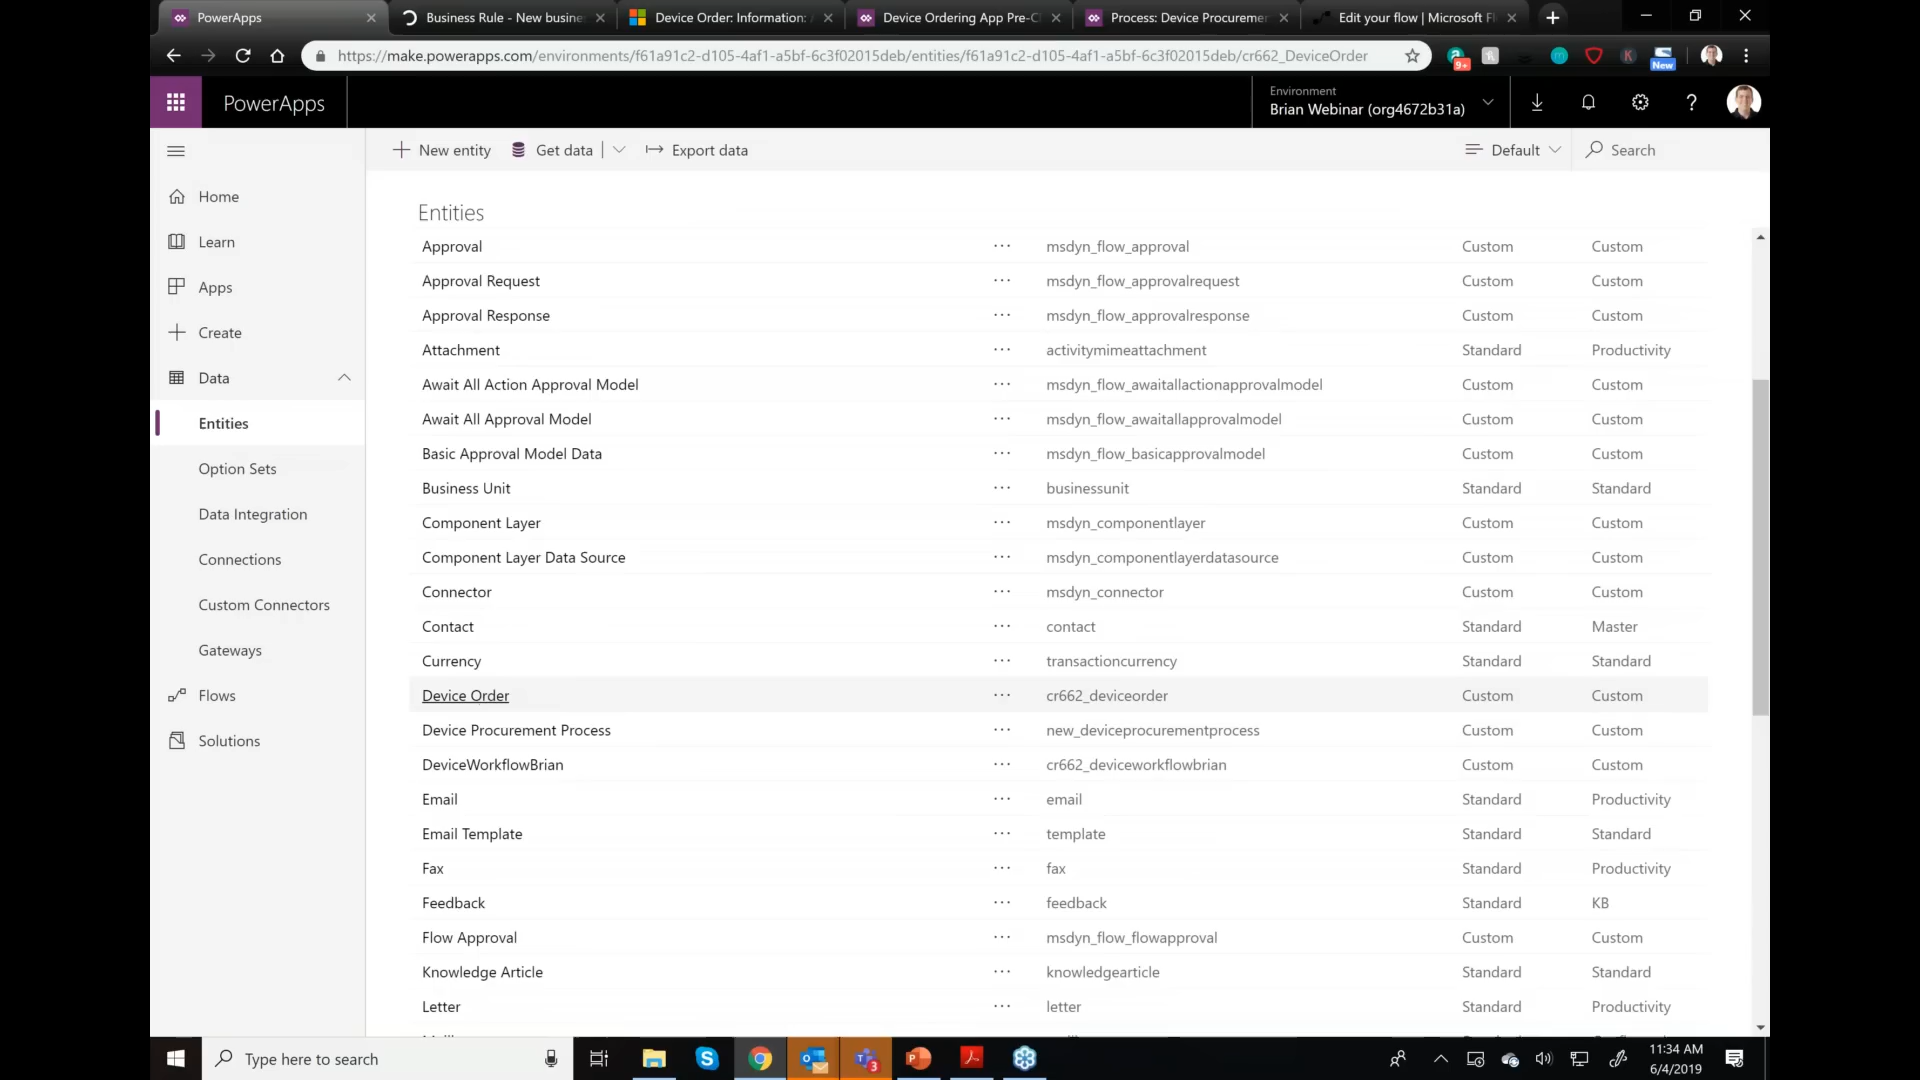 PowerApps
Business Rule - New busine
Device Order: Information:
Device Ordering App Pre-C
Process: Device Procuremen
Edit your flow | Microsoft Fl
https://make.powerapps.com/environments/f61a91c2-d105-4af1-a5bf-6c3f02015deb/entities/f61a91c2-d105-4af1-a5bf-6c3f02015deb/cr662_DeviceOrder
9+
New
PowerApps
Environment
Brian Webinar (org4672b31a)
New entity
Get data
Export data
Default
Search
Home
Learn
Apps
Create
Data
Entities
Option Sets
Data Integration
Connections
Custom Connectors
Gateways
Flows
Solutions
Entities
Approval ... msdyn_flow_approval Custom Custom
Approval Request ... msdyn_flow_approvalrequest Custom Custom
Approval Response ... msdyn_flow_approvalresponse Custom Custom
Attachment ... activitymimeattachment Standard Productivity
Await All Action Approval Model ... msdyn_flow_awaitallactionapprovalmodel Custom Custom
Await All Approval Model ... msdyn_flow_awaitallapprovalmodel Custom Custom
Basic Approval Model Data ... msdyn_flow_basicapprovalmodel Custom Custom
Business Unit ... businessunit Standard Standard
Component Layer ... msdyn_componentlayer Custom Custom
Component Layer Data Source ... msdyn_componentlayerdatasource Custom Custom
Connector ... msdyn_connector Custom Custom
Contact ... contact Standard Master
Currency ... transactioncurrency Standard Standard
Device Order ... cr662_deviceorder Custom Custom
Device Procurement Process ... new_deviceprocurementprocess Custom Custom
DeviceWorkflowBrian ... cr662_deviceworkflowbrian Custom Custom
Email ... email Standard Productivity
Email Template ... template Standard Standard
Fax ... fax Standard Productivity
Feedback ... feedback Standard KB
Flow Approval ... msdyn_flow_flowapproval Custom Custom
Knowledge Article ... knowledgearticle Standard Standard
Letter ... letter Standard Productivity
Type here to search
3
11:34 AM
6/4/2019